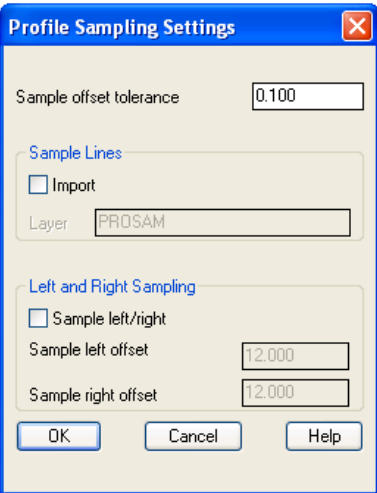 Profile Sampling Settings
Sample offset tolerance 0.100
Sample Lines
Import
Layer PROSAM
Left and Right Sampling
Sample left/right
Sample left offset 12.000
Sample right offset 12.000
OK Cancel Help